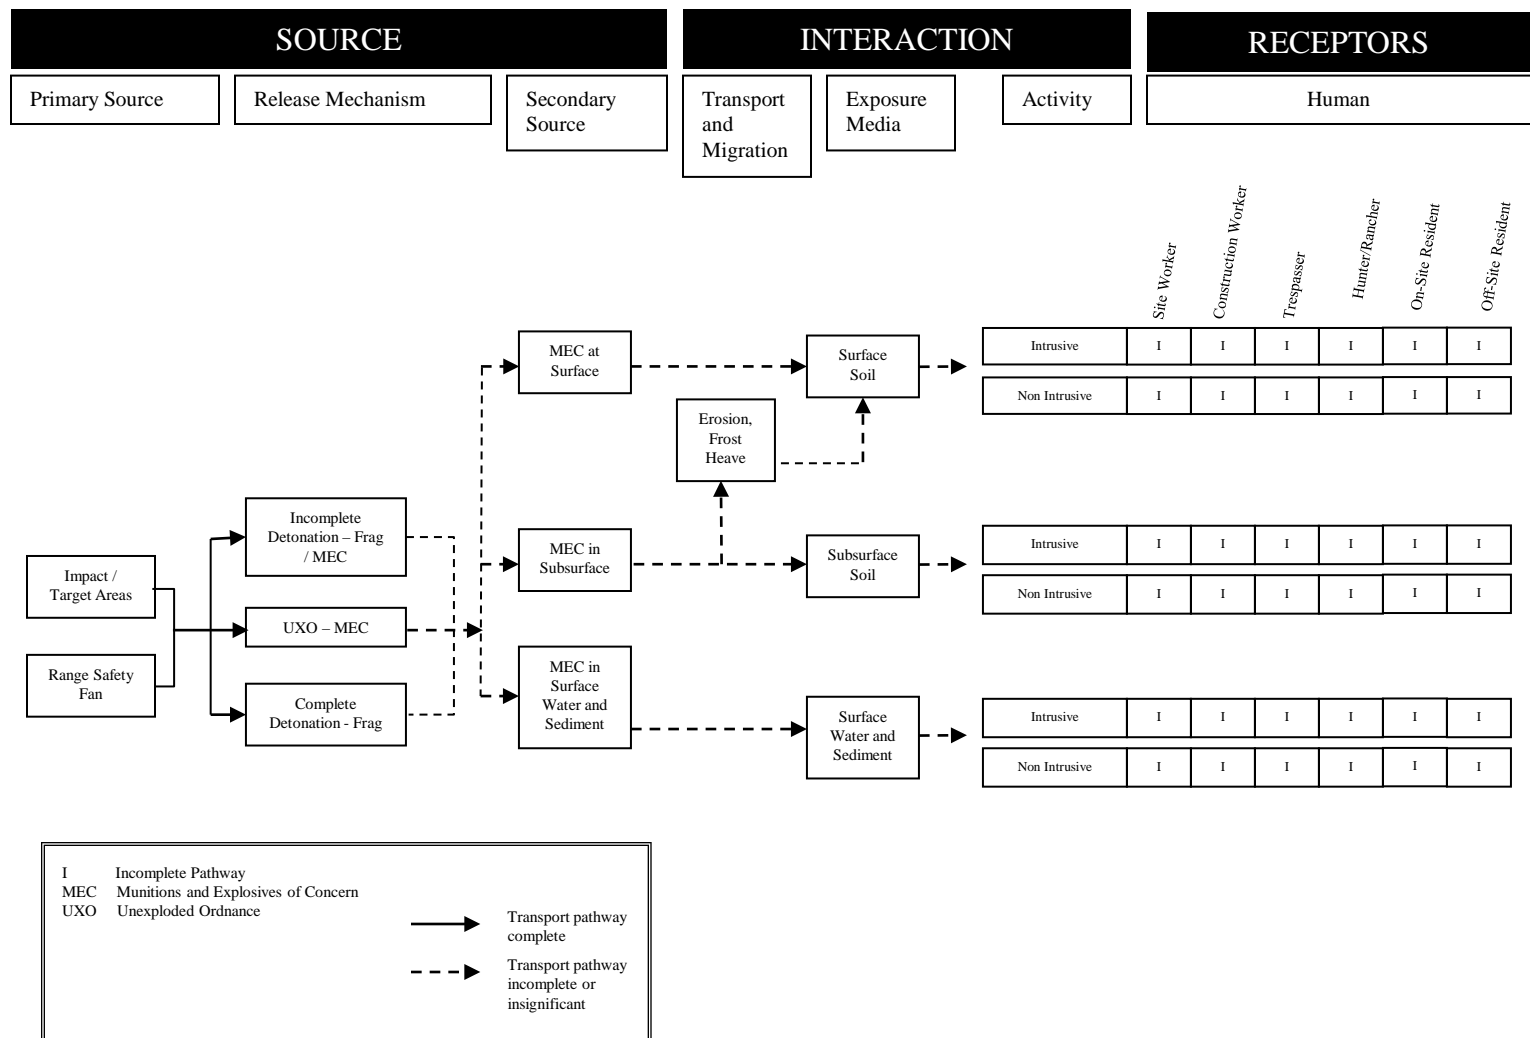 SOURCE
INTERACTION
RECEPTORS
Primary Source
Release Mechanism
Secondary
Source
Transport
and
Migration
Exposure
Media
Activity
Human
Site Worker
Construction Worker
Trespasser
Hunter/Rancher
On-Site Resident
Off-Site Resident
MEC at
Surface
Surface
Soil
Intrusive I I I I I I
Non Intrusive I I I I I I
Erosion,
Frost
Heave
Incomplete
Detonation – Frag
/ MEC
MEC in
Subsurface
Subsurface
Soil
Intrusive I I I I I I
Non Intrusive I I I I I I
Impact /
Target Areas
UXO – MEC
Range Safety
Fan
Complete
Detonation - Frag
MEC in
Surface
Water and
Sediment
Surface
Water and
Sediment
Intrusive I I I I I I
Non Intrusive I I I I I I
I Incomplete Pathway
MEC Munitions and Explosives of Concern
UXO Unexploded Ordnance
Transport pathway
complete
Transport pathway
incomplete or
insignificant